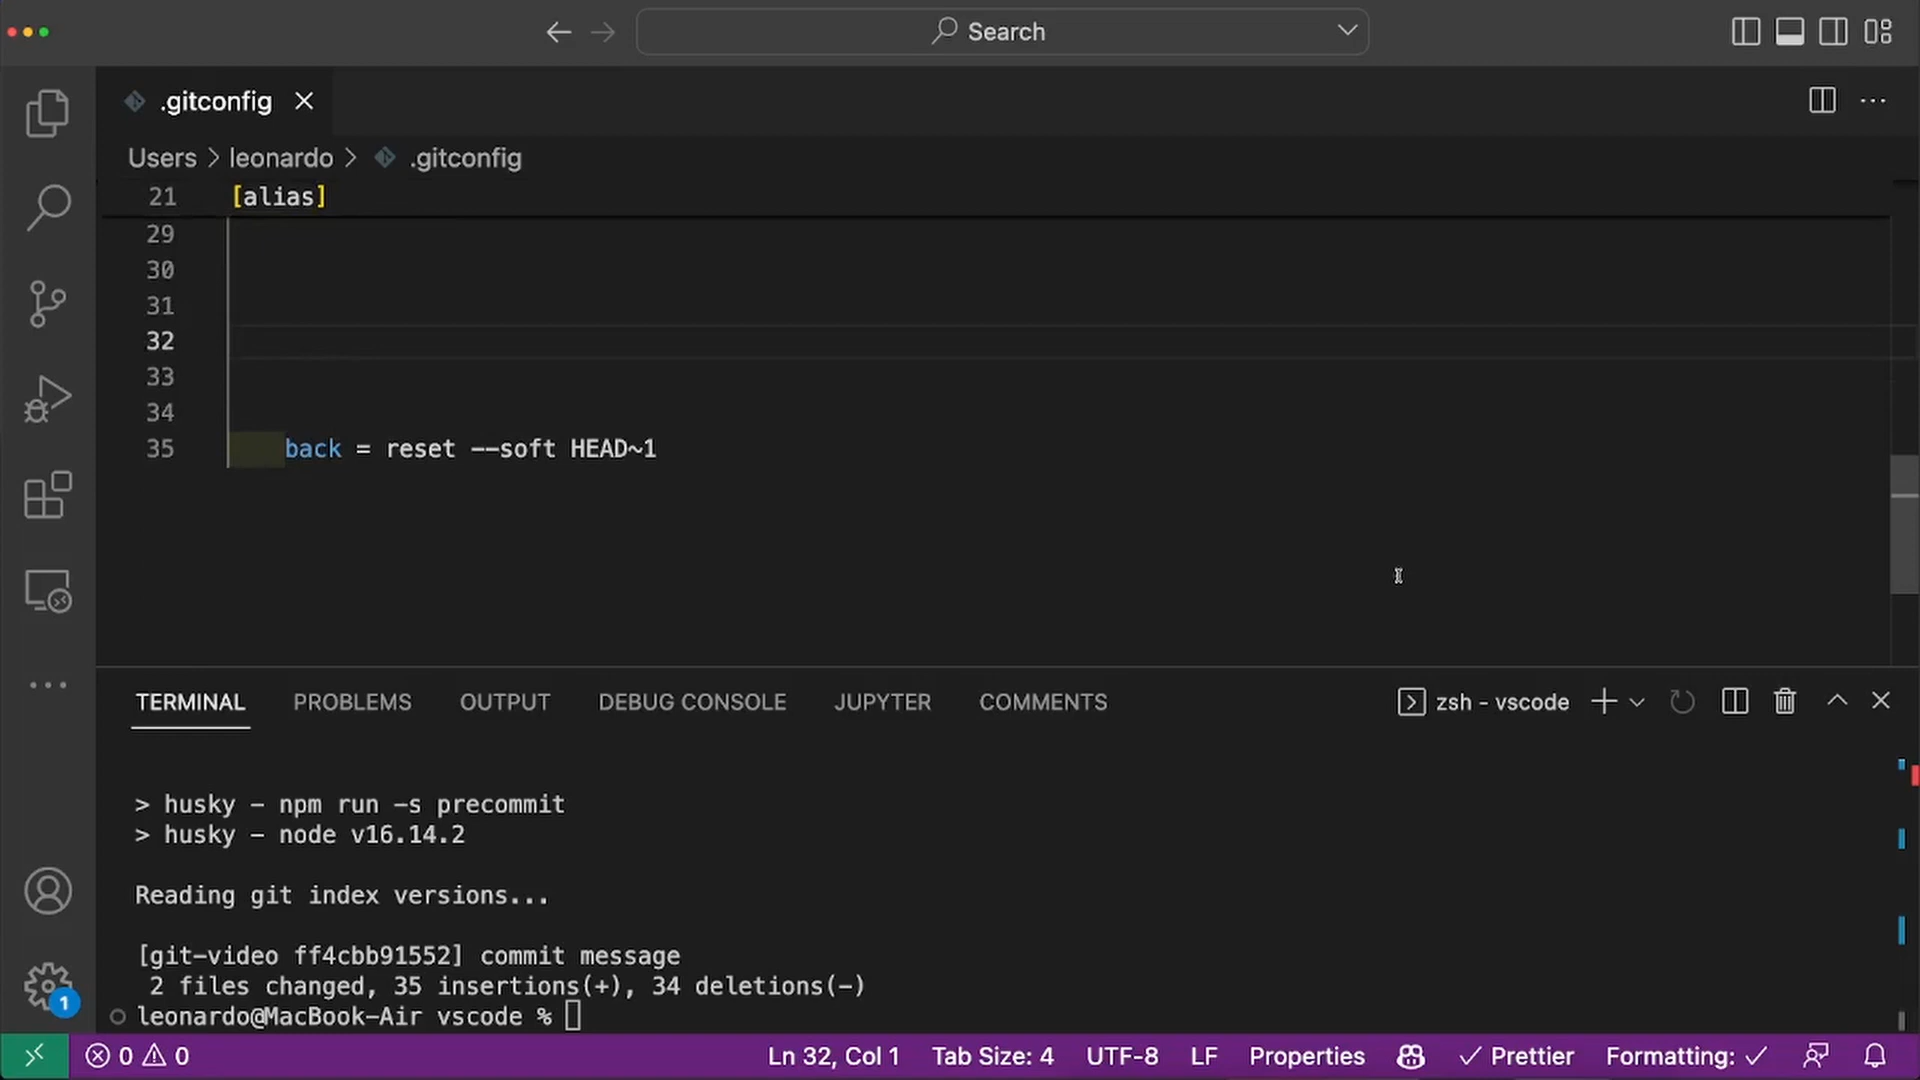 Search
.gitconfig
Users > leonardo > .gitconfig
21 [alias]
29
30
31
32
33
34
35 back = reset --soft HEAD~1
TERMINAL PROBLEMS OUTPUT DEBUG CONSOLE JUPYTER COMMENTS zsh - vscode
> husky - npm run -s precommit
> husky - node v16.14.2
Reading git index versions...
[git-video ff4cbb91552] commit message
2 files changed, 35 insertions(+), 34 deletions(-)
leonardo@MacBook-Air vscode %
1
0 0 Ln 32, Col 1 Tab Size: 4 UTF-8 LF Properties Prettier Formatting: ✓